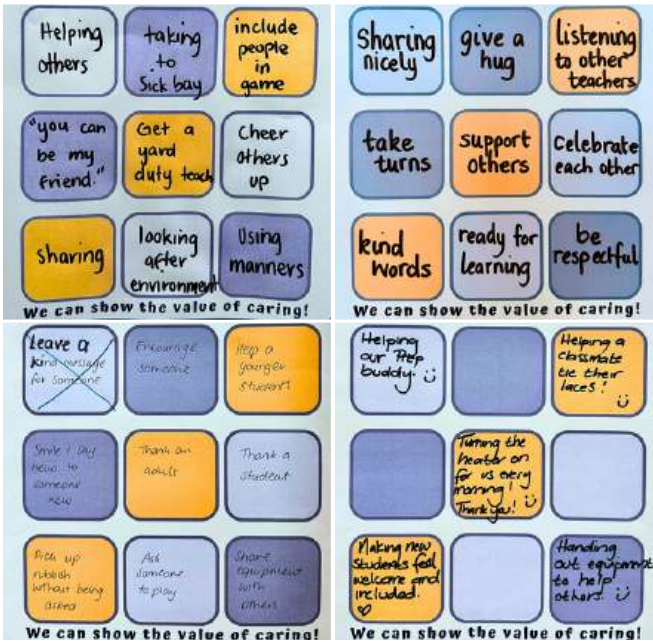 Helping
others
taking
to
Sick bay
include
people
in
game
"you can
be my
friend."
Get a
yard
duty teach
Cheer
others
up
sharing
looking
after
environment
Using
manners
We can show the value of caring!
Sharing
nicely
give a
hug
listening
to other
teachers
take
turns
support
others
Celebrate
each other
kind
words
ready for
learning
be
respectful
We can show the value of caring!
Leave a
kind message
for someone
Encourage
someone
Help a
younger
students
Smile & say
hello to
someone
new
Thank an
adult
Thank a
student
Pick up
rubbish
without being
asked
Ask
someone
to play
Share
equipment
with
others
We can show the value of caring!
Helping
our Prep
buddy.
Helping a
classmate
tie their
laces!
Turning the
heater on
for us every
morning!
Thankyou!
Making new
students feel
welcome and
included.
Handing
out equipment
to help
others.
We can show the value of caring!